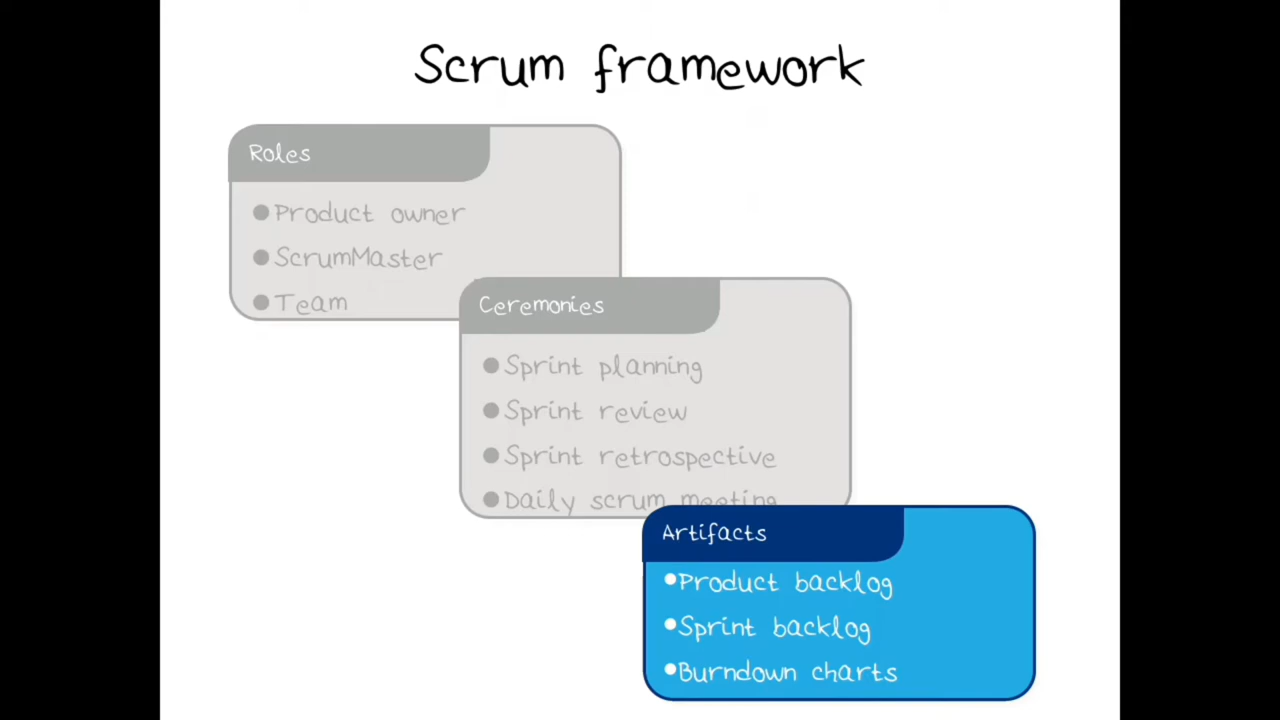 Scrum framework
Roles
●Product owner
●ScrumMaster
●Team
Ceremonies
●Sprint planning
●Sprint review
●Sprint retrospective
●Daily scrum meeting
Artifacts
●Product backlog
●Sprint backlog
●Burndown charts